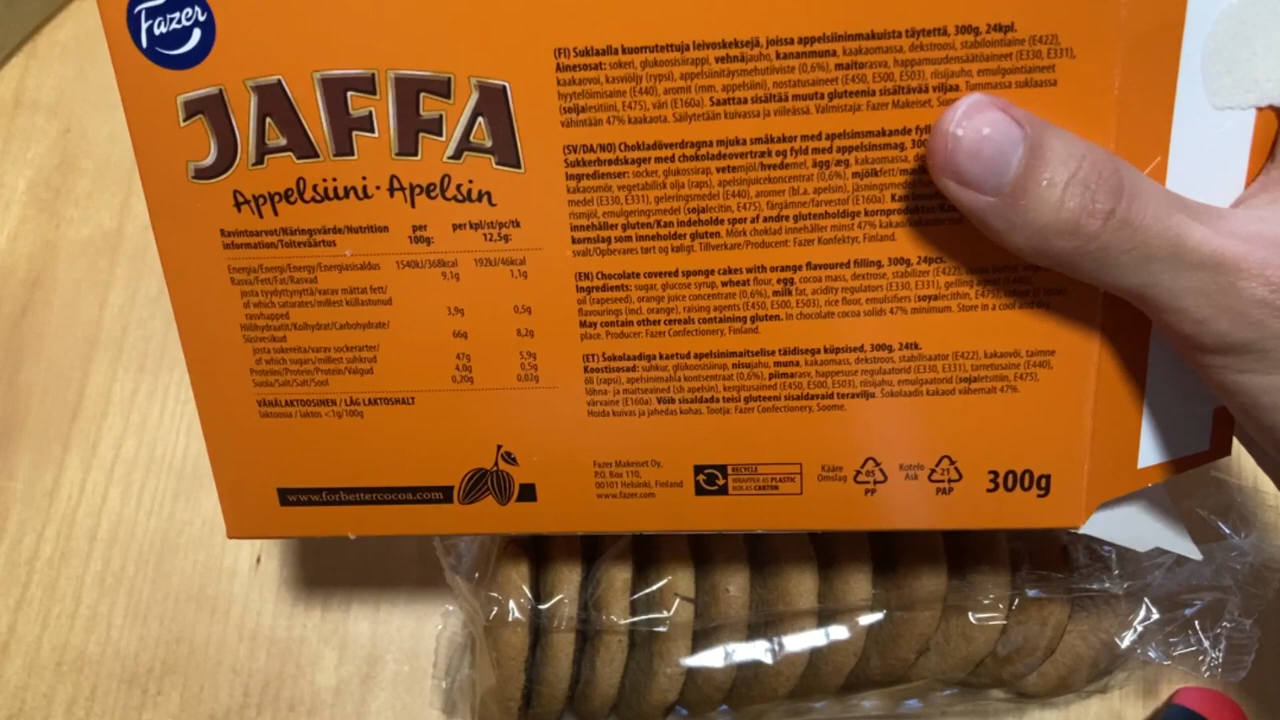 Fazer
JAFFA
Appelsiini · Apelsin
Ravintoarvot/Näringsvärde/Nutrition
information/Toiteväärtus
per
100g:
per kpl/st/pc/tk
12,5g:
Energia/Energi/Energy/Energiasisaldus 1540kJ/368kcal 192kJ/46kcal
Rasva/Fett/Fat/Rasvad 9,1g 1,1g
josta tyydyttynyttä/varav mättat fett/
of which saturates/millest küllastunud
rasvhapped 3,9g 0,5g
Hiilihydraatit/Kolhydrat/Carbohydrate/
Süsivesikud 66g 8,2g
josta sokereita/varav sockerarter/
of which sugars/millest suhkrud 47g 5,9g
Proteiini/Protein/Protein/Valgud 4,0g 0,5g
Suola/Salt/Salt/Sool 0,20g 0,02g
VÄHÄLAKTOOSINEN / LÅG LAKTOSHALT
laktoosia / laktos <1g/100g
www.forbettercocoa.com
(FI) Suklaalla kuorrutettuja leivoskeksejä, joissa appelsiininmakuista täytettä, 300g, 24kpl.
Ainesosat: sokeri, glukoosisiirappi, vehnäjauho, kananmuna, kaakaomassa, dekstroosi, stabilointiaine (E422),
kaakaovoi, kasviöljy (rypsi), appelsiinitäysmehutiiviste (0,6%), maitorasva, happamuudensäätöaineet (E330, E331),
hyytelöimisaine (E440), aromit (mm. appelsiini), nostatusaineet (E450, E500, E503), riisijauho, emulgointiaineet
(soijalesitiini, E475), väri (E160a). Saattaa sisältää muuta gluteenia sisältävää viljaa. Tummassa suklaassa
vähintään 47% kaakaota. Säilytetään kuivassa ja viileässä. Valmistaja: Fazer Makeiset,
(SV/DA/NO) Chokladöverdragna mjuka småkakor med apelsinsmakande
Sukkerbrødskager med chokoladeovertræk og fyld med appelsinsmag,
Ingredienser: socker, glukossirap, vetemjöl/hvedemel, ägg/æg, kakaomassa,
kakaosmör, vegetabilisk olja (raps), apelsinjuicekoncentrat (0,6%),
medel (E330, E331), geleringsmedel (E440), aromer (bl.a. apelsin),
rismjöl, emulgeringsmedel (sojalecitin, E475), färgämne/farvestof (E160a). Kan
innehåller gluten/Kan indeholde spor af andre glutenholdige kornprodukter/
kornslag som inneholder gluten. Mörk choklad innehåller minst 47% kakao/
svalt/Opbevares tørt og køligt. Tillverkare/Producent: Fazer Konfektyr, Finland.
(EN) Chocolate covered sponge cakes with orange flavoured filling, 300g, 24pcs.
Ingredients: sugar, glucose syrup, wheat flour, egg, cocoa mass, dextrose, stabilizer (E422),
oil (rapeseed), orange juice concentrate (0,6%), milk fat, acidity regulators (E330, E331), gelling
flavourings (incl. orange), raising agents (E450, E500, E503), rice flour, emulsifiers (soyalecithin, E475),
May contain other cereals containing gluten. In chocolate cocoa solids 47% minimum. Store in a cool and dry
place. Producer: Fazer Confectionery, Finland.
(ET) Šokolaadiga kaetud apelsinimaitselise täidisega küpsised, 300g, 24tk.
Koostisosad: suhkur, glükoosisiirup, nisujahu, muna, kakaomass, dekstroos, stabilisaator (E422), kakaovõi, taimne
õli (raps), apelsinimahla kontsentraat (0,6%), piimarasv, happesuse regulaatorid (E330, E331), tarretusaine (E440),
lõhna- ja maitseained (sh apelsin), kergitusained (E450, E500, E503), riisijahu, emulgaatorid (sojaletsitiin, E475),
värvaine (E160a). Võib sisaldada teisi gluteeni sisaldavaid teravilju. Šokolaadis kakaod vähemalt 47%.
Hoida kuivas ja jahedas kohas. Tootja: Fazer Confectionery, Soome.
Fazer Makeiset Oy,
P.O. Box 110,
00101 Helsinki, Finland
www.fazer.com
RECYCLE
WRAPPER AS PLASTIC
BOX AS CARTON
Kääre
Omslag
05
PP
Kotelo
Ask
21
PAP
300g